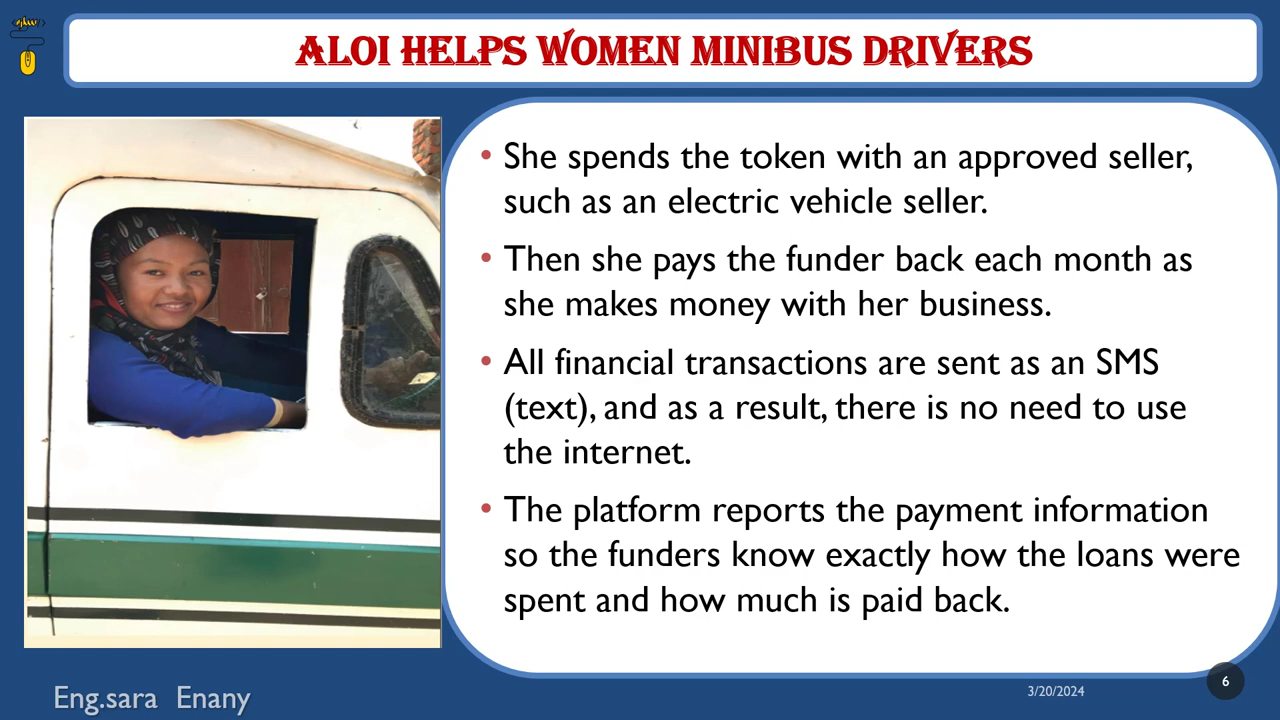 ALOI HELPS WOMEN MINIBUS DRIVERS
• She spends the token with an approved seller,
such as an electric vehicle seller.
• Then she pays the funder back each month as
she makes money with her business.
• All financial transactions are sent as an SMS
(text), and as a result, there is no need to use
the internet.
• The platform reports the payment information
so the funders know exactly how the loans were
spent and how much is paid back.
Eng.sara Enany
3/20/2024
6